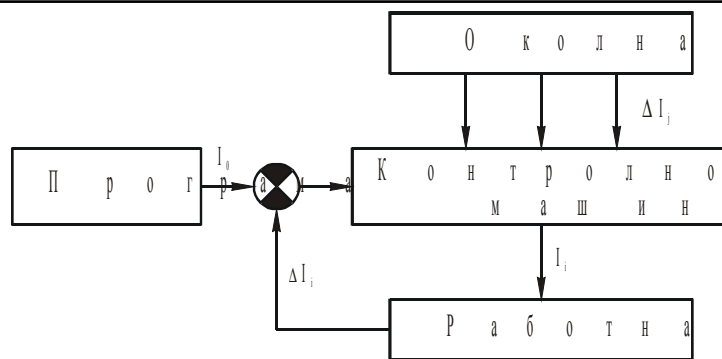 Околна
ΔIj
I0
Програма
Контролно
машин
Ii
ΔIi
Работна